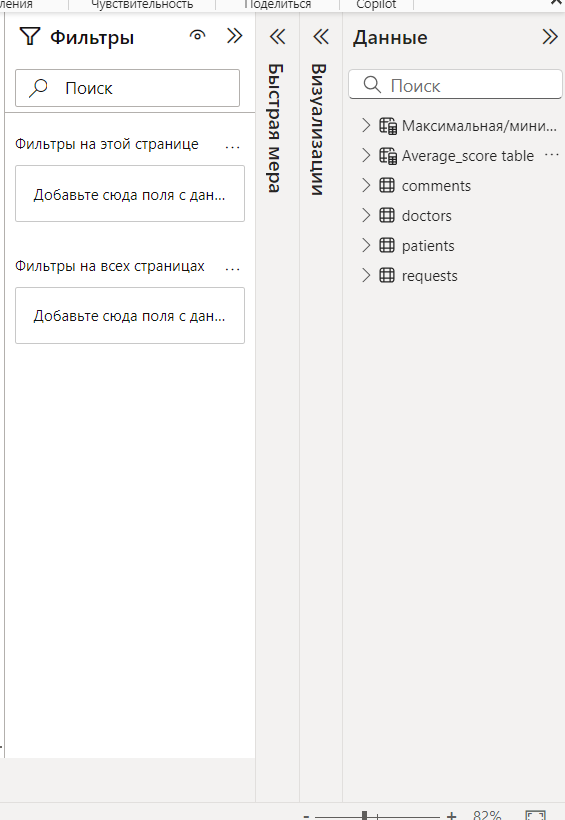 Чувствительность
Поделиться
Copilot
Фильтры
Поиск
Фильтры на этой странице ...
Добавьте сюда поля с дан...
Фильтры на всех страницах ...
Добавьте сюда поля с дан...
Быстрая мера
Визуализации
Данные
Поиск
Максимальная/мини...
Average_score table ...
comments
doctors
patients
requests
- + 82%